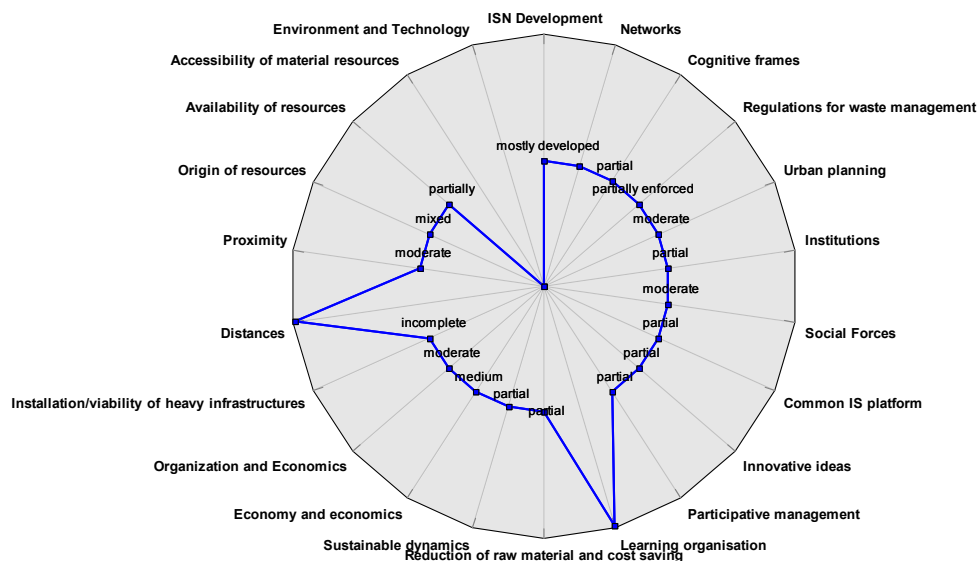 ISN Development
Environment and Technology
Networks
Accessibility of material resources
Cognitive frames
Availability of resources
Regulations for waste management
mostly developed
partial
Origin of resources
Urban planning
partially
partially enforced
mixed
moderate
Proximity
Institutions
moderate
partial
moderate
Distances
Social Forces
incomplete
partial
moderate
partial
medium
partial
Installation/viability of heavy infrastructures
Common IS platform
partial
partial
Organization and Economics
Innovative ideas
Economy and economics
Participative management
Sustainable dynamics
Learning organisation
Reduction of raw material and cost saving